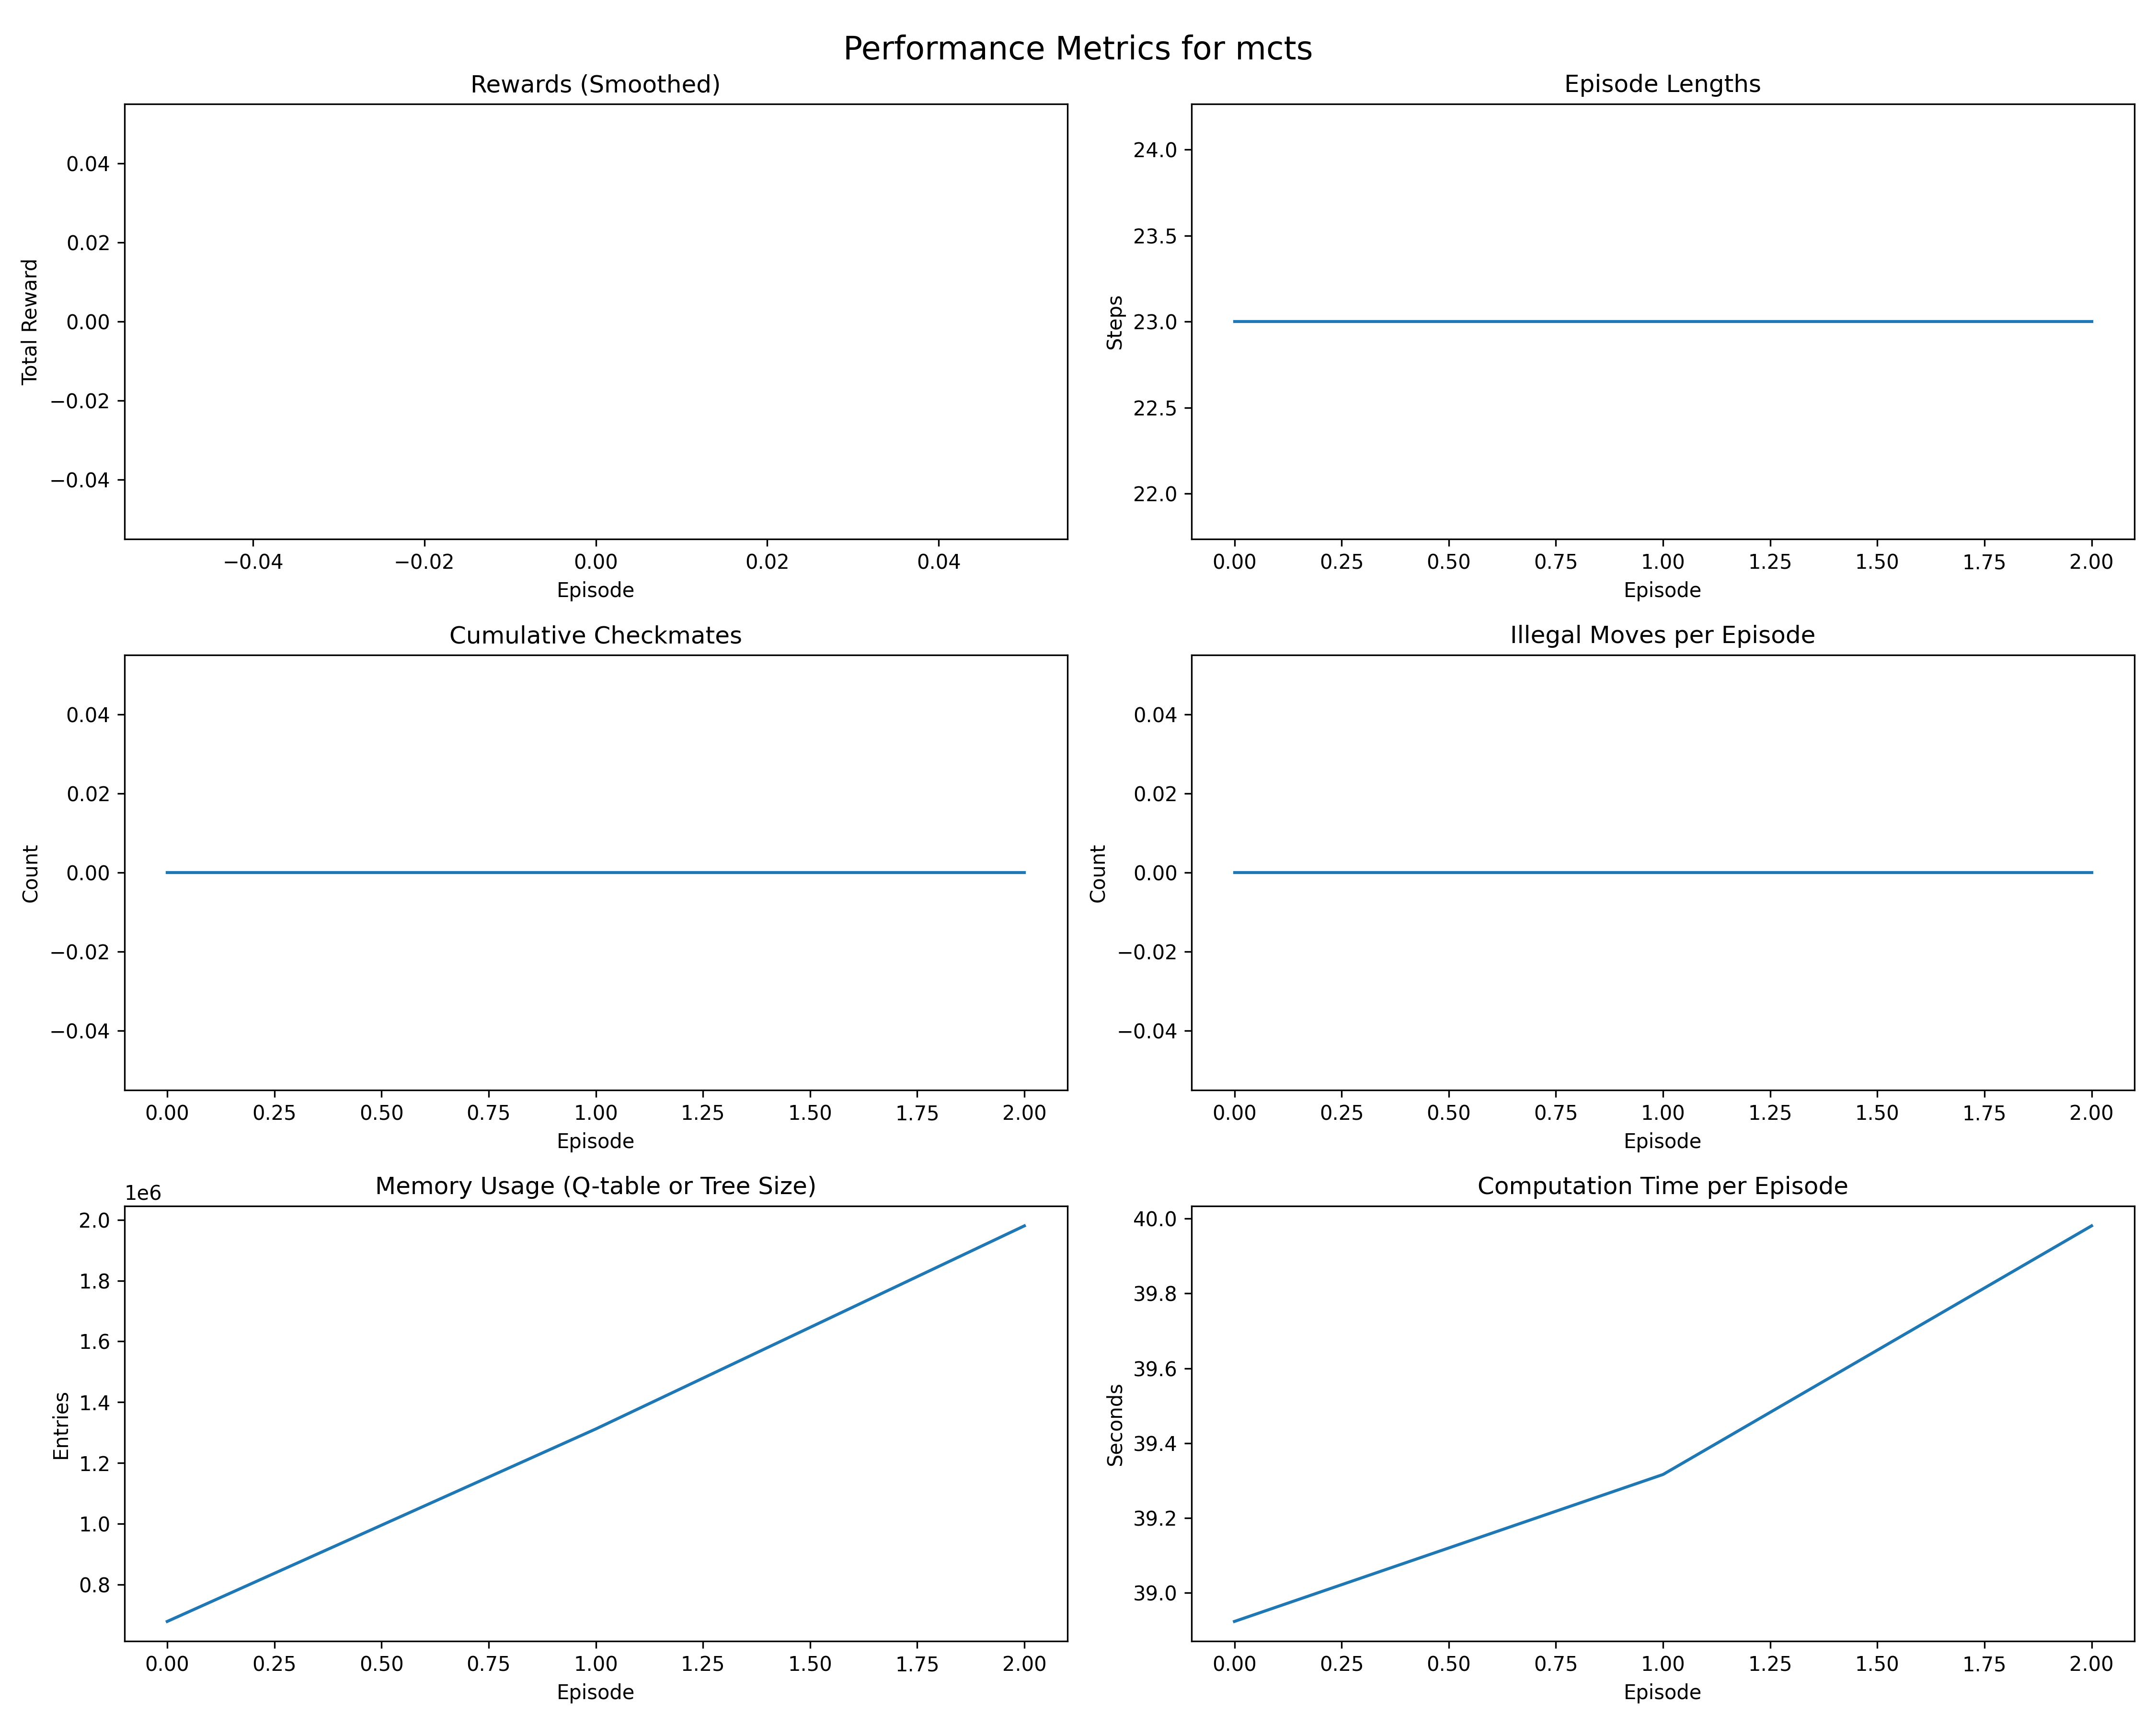 Performance Metrics for mcts
Rewards (Smoothed)
Total Reward
0.04
0.02
0.00
−0.02
−0.04
−0.04 −0.02 0.00 0.02 0.04
Episode
Episode Lengths
Steps
24.0
23.5
23.0
22.5
22.0
0.00 0.25 0.50 0.75 1.00 1.25 1.50 1.75 2.00
Episode
Cumulative Checkmates
Count
0.04
0.02
0.00
−0.02
−0.04
0.00 0.25 0.50 0.75 1.00 1.25 1.50 1.75 2.00
Episode
Illegal Moves per Episode
Count
0.04
0.02
0.00
−0.02
−0.04
0.00 0.25 0.50 0.75 1.00 1.25 1.50 1.75 2.00
Episode
Memory Usage (Q-table or Tree Size)
1e6
Entries
2.0
1.8
1.6
1.4
1.2
1.0
0.8
0.00 0.25 0.50 0.75 1.00 1.25 1.50 1.75 2.00
Episode
Computation Time per Episode
Seconds
40.0
39.8
39.6
39.4
39.2
39.0
0.00 0.25 0.50 0.75 1.00 1.25 1.50 1.75 2.00
Episode